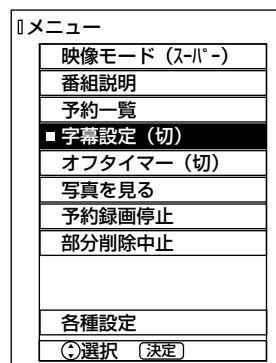 メニュー
映像モード（ｽｰﾊﾟｰ）
番組説明
予約一覧
字幕設定（切）
オフタイマー（切）
写真を見る
予約録画停止
部分削除中止
各種設定
選択 決定